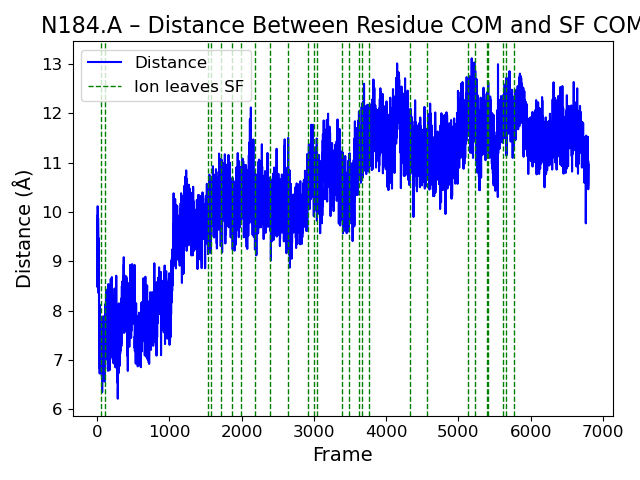 N184.A – Distance Between Residue COM and SF COM
Distance
Ion leaves SF
Distance (Å)
13
12
11
10
9
8
7
6
0 1000 2000 3000 4000 5000 6000 7000
Frame